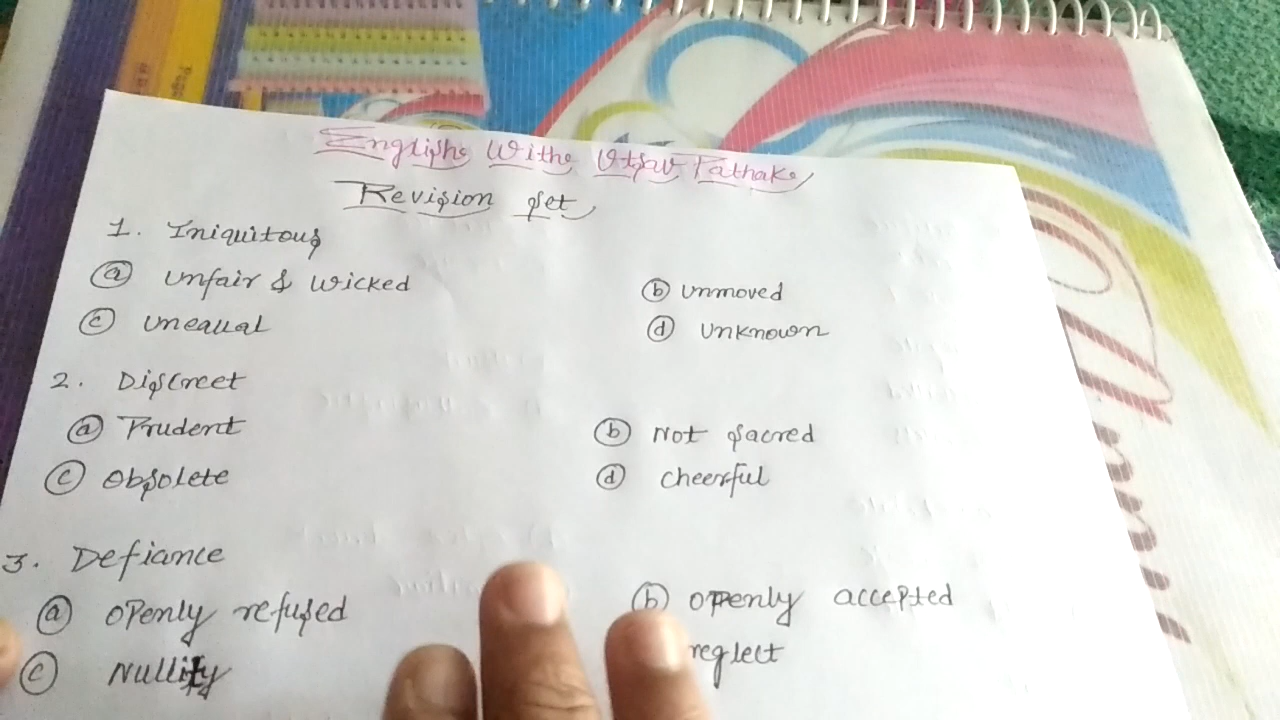 English With Utsav Pathak
Revision set
1. Iniquitous
(a) unfair & wicked (b) unmoved
(c) unequal (d) unknown
2. Discreet
(a) Prudent (b) Not sacred
(c) obsolete (d) cheerful
3. Defiance
(a) openly refused (b) openly accepted
(c) Nullify neglect